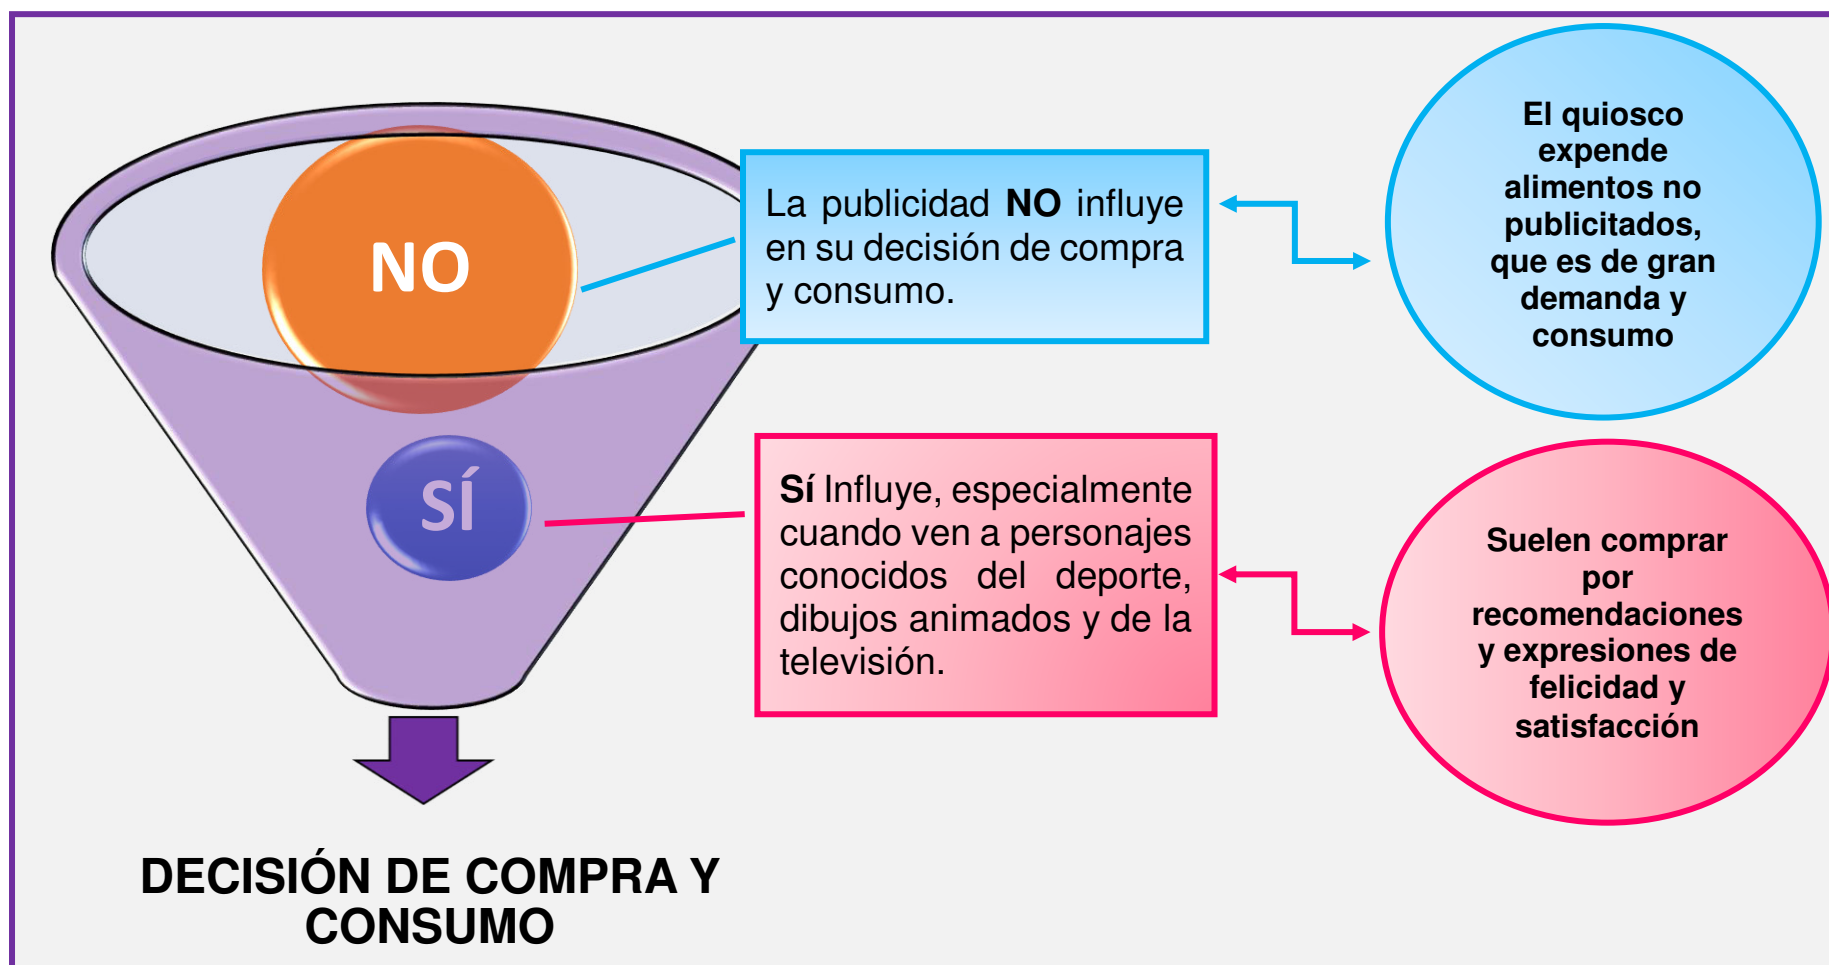 NO
La publicidad NO influye
en su decisión de compra
y consumo.
El quiosco
expende
alimentos no
publicitados,
que es de gran
demanda y
consumo
SÍ
Sí Influye, especialmente
cuando ven a personajes
conocidos del deporte,
dibujos animados y de la
televisión.
Suelen comprar
por
recomendaciones
y expresiones de
felicidad y
satisfacción
DECISIÓN DE COMPRA Y
CONSUMO